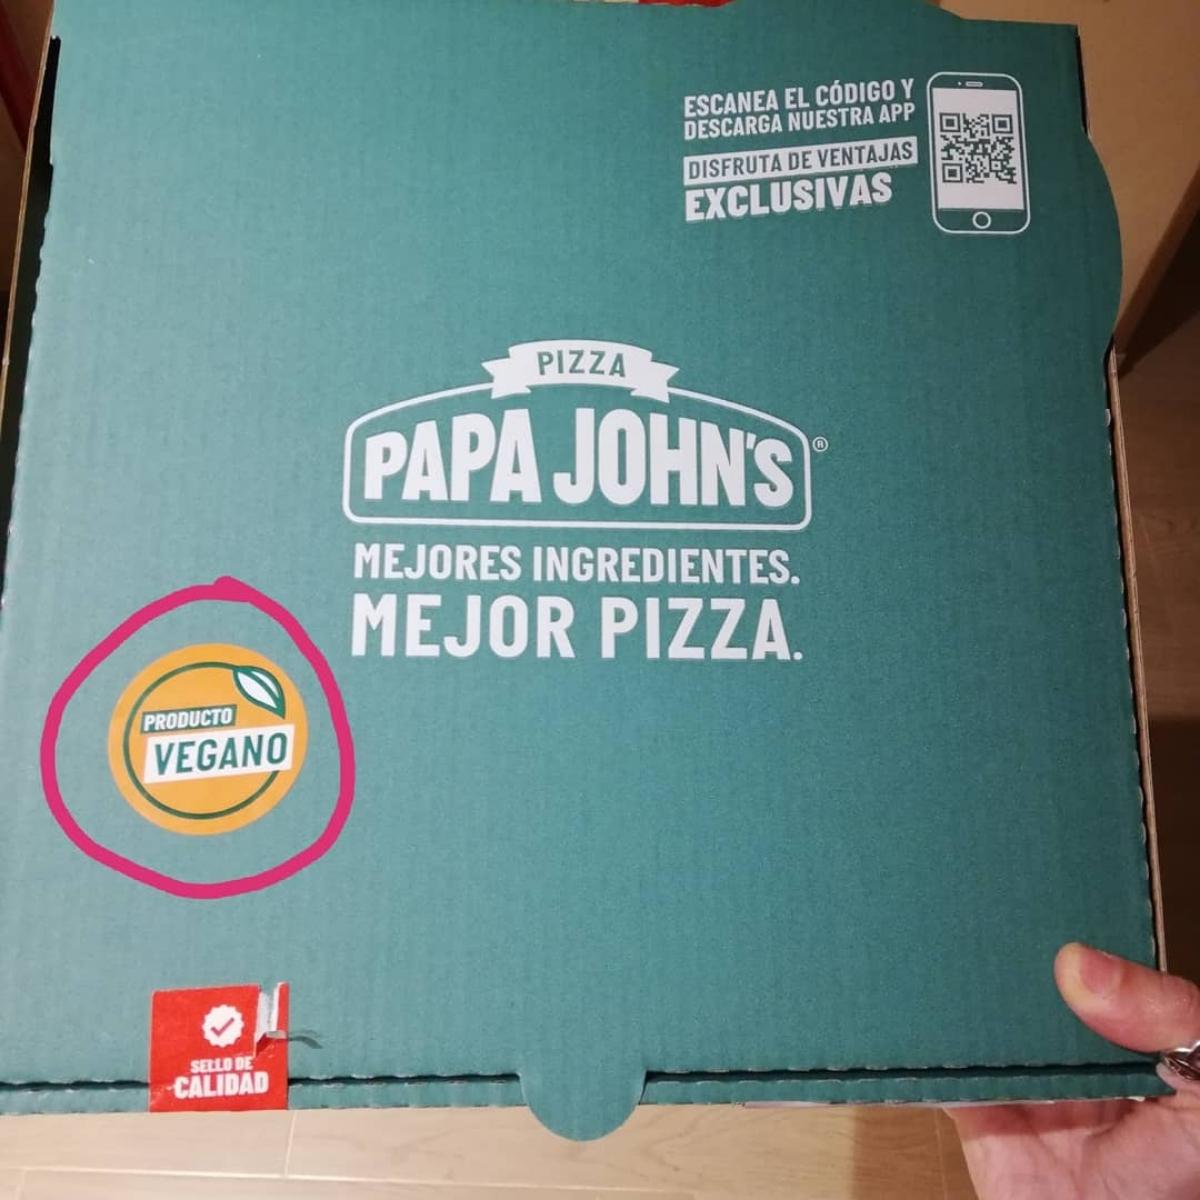 ESCANEA EL CÓDIGO Y
DESCARGA NUESTRA APP
DISFRUTA DE VENTAJAS
EXCLUSIVAS
PIZZA
PAPA JOHN'S®
MEJORES INGREDIENTES.
MEJOR PIZZA.
PRODUCTO
VEGANO
SELLO DE
CALIDAD